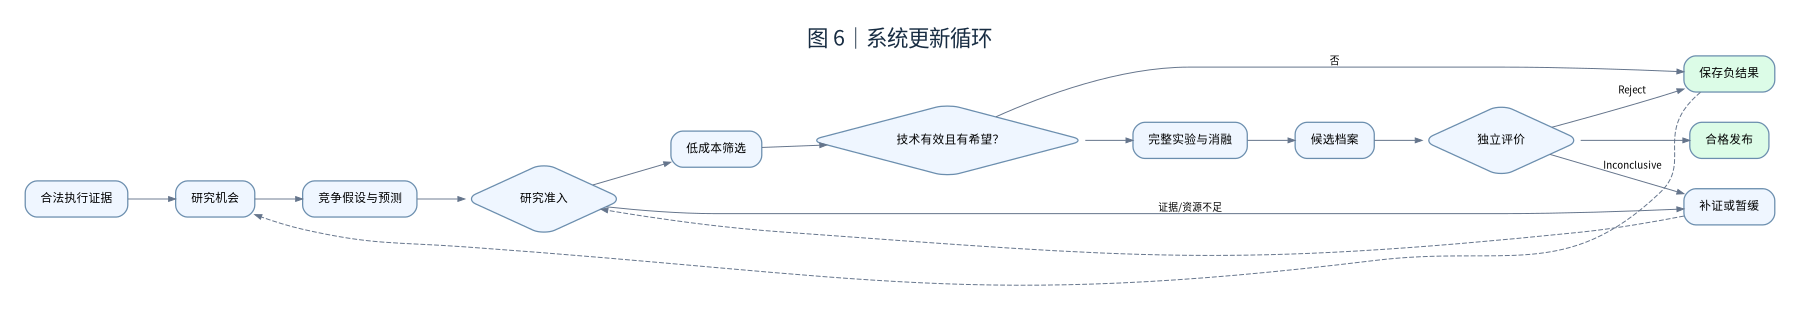 图 6｜系统更新循环
合法执行证据
研究机会
竞争假设与预测
研究准入
低成本筛选
技术有效且有希望？
否
完整实验与消融
候选档案
独立评价
Reject
保存负结果
合格发布
Inconclusive
补证或暂缓
证据/资源不足